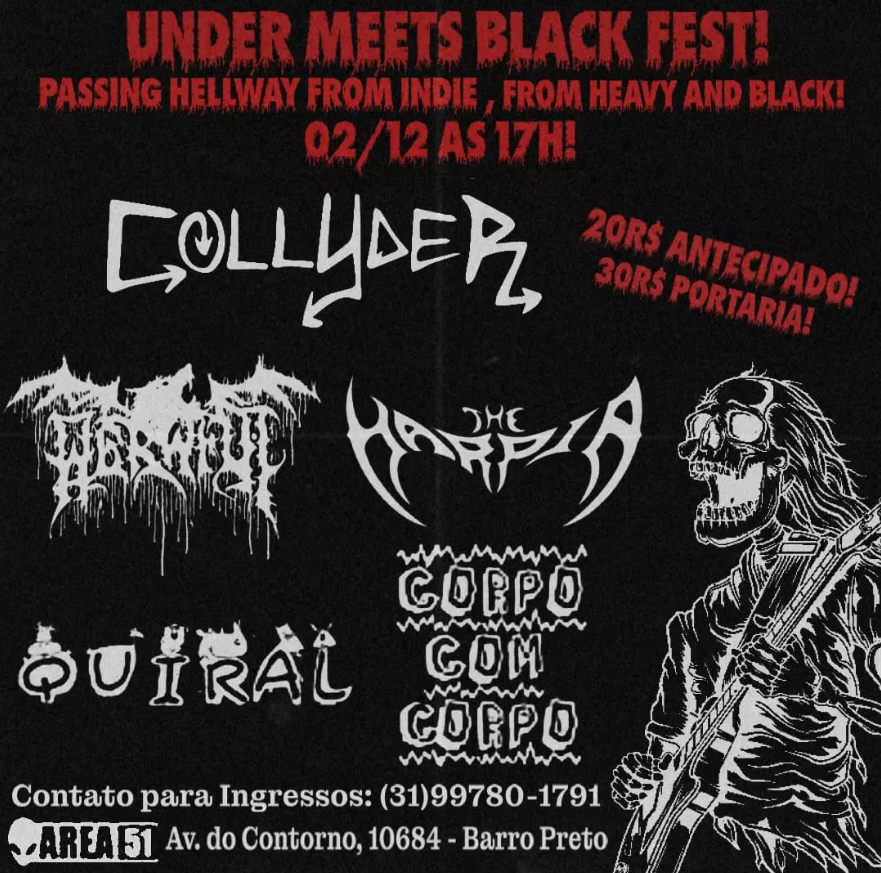 UNDER MEETS BLACK FEST!
PASSING HELLWAY FROM INDIE , FROM HEAVY AND BLACK!
02/12 AS 17H!
COLLYDER
20R$ ANTECIPADO!
30R$ PORTARIA!
THE
HARPIA
QUIRAL
CORPO
COM
CORPO
Contato para Ingressos: (31)99780-1791
AREA 51 Av. do Contorno, 10684 - Barro Preto